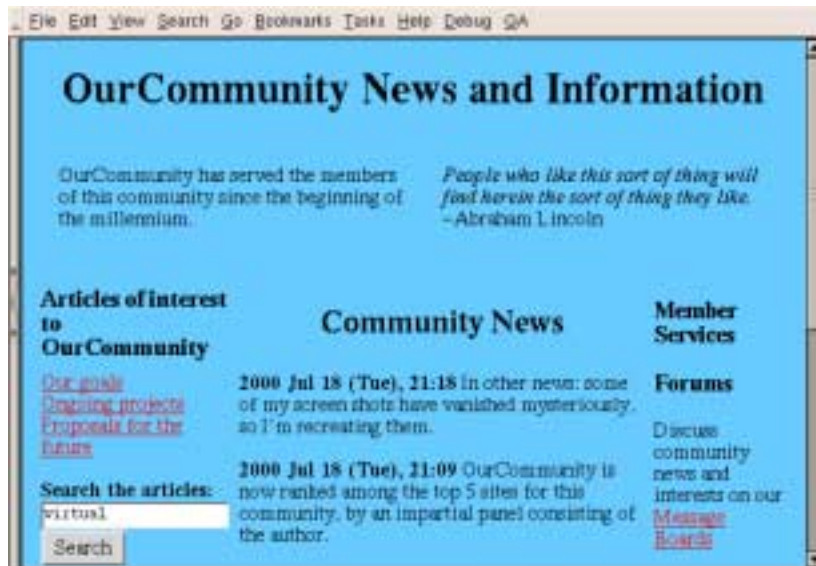 File Edit View Search Go Bookmarks Tasks Help Debug QA
OurCommunity News and Information
OurCommunity has served the members
of this community since the beginning of
the millennium.
People who like this sort of thing will
find herein the sort of thing they like.
–Abraham Lincoln
Articles of interest
to
OurCommunity
Our goals
Ongoing projects
Proposals for the
future
Search the articles:
virtual
Search
Community News
2000 Jul 18 (Tue), 21:18 In other news: some
of my screen shots have vanished mysteriously,
so I'm recreating them.
2000 Jul 18 (Tue), 21:09 OurCommunity is
now ranked among the top 5 sites for this
community, by an impartial panel consisting of
the author.
Member
Services
Forums
Discuss
community
news and
interests on our
Message
Boards